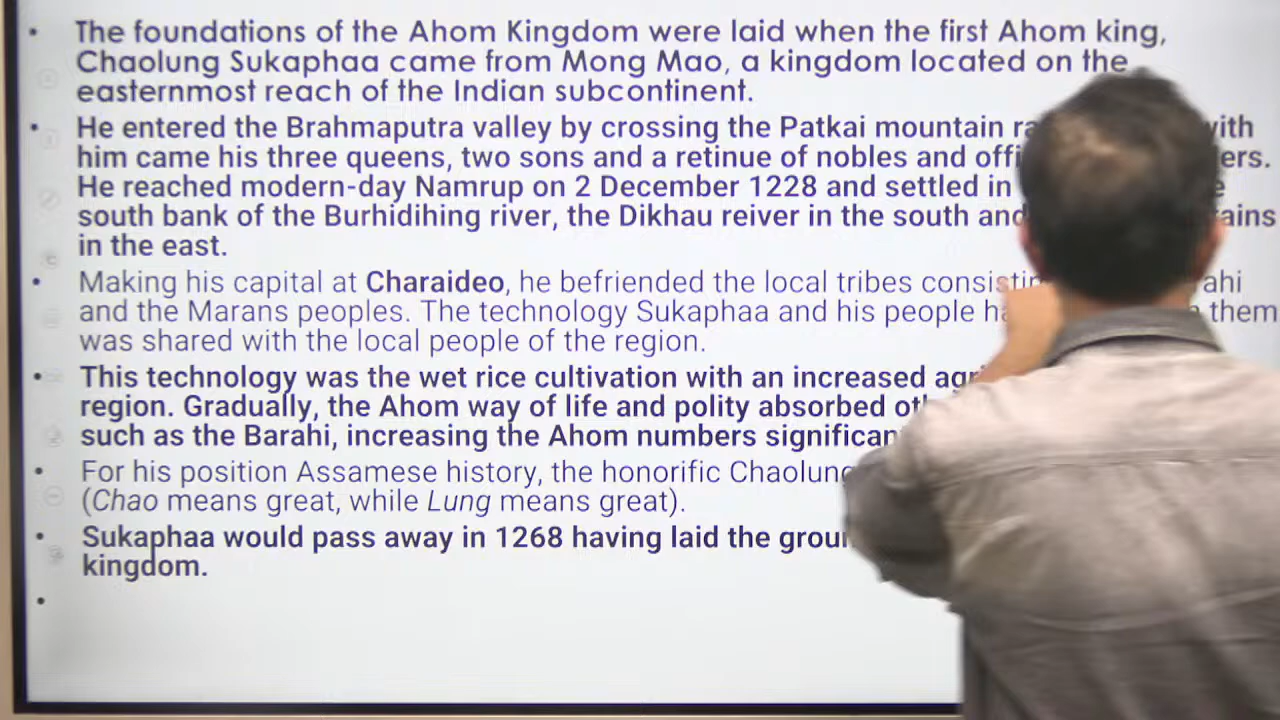 • The foundations of the Ahom Kingdom were laid when the first Ahom king,
Chaolung Sukaphaa came from Mong Mao, a kingdom located on the
easternmost reach of the Indian subcontinent.
• He entered the Brahmaputra valley by crossing the Patkai mountain with
him came his three queens, two sons and a retinue of nobles and
He reached modern-day Namrup on 2 December 1228 and settled in
south bank of the Burhidihing river, the Dikhau reiver in the south and
in the east.
• Making his capital at Charaideo, he befriended the local tribes
and the Marans peoples. The technology Sukaphaa and his people them
was shared with the local people of the region.
• This technology was the wet rice cultivation with an increased
region. Gradually, the Ahom way of life and polity absorbed
such as the Barahi, increasing the Ahom numbers
• For his position Assamese history, the honorific Chaolung
(Chao means great, while Lung means great).
• Sukaphaa would pass away in 1268 having laid the
kingdom.
•